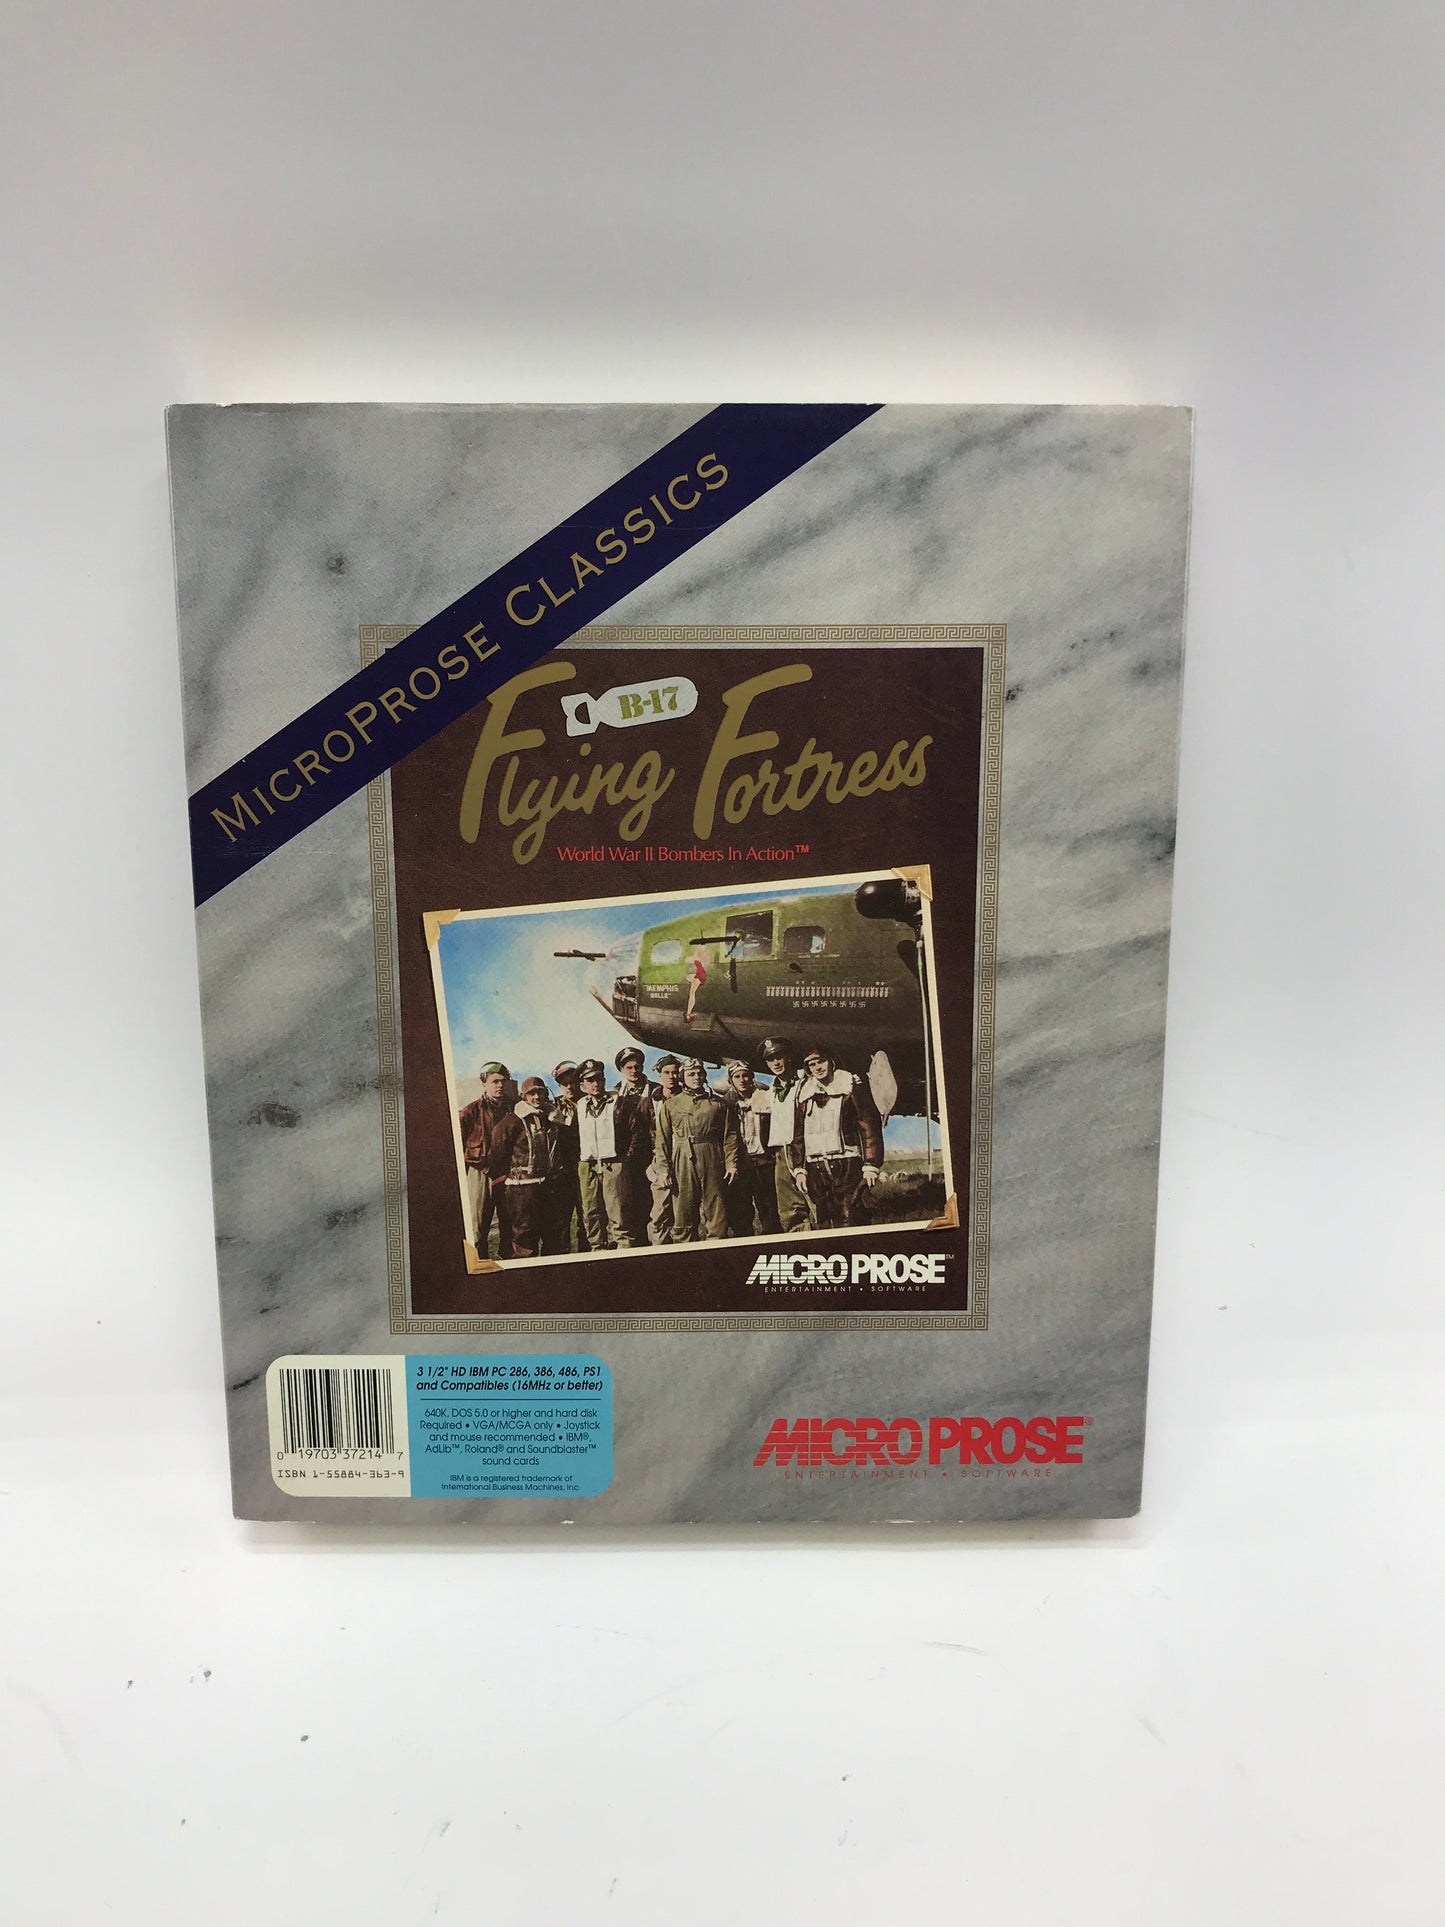 MICROPROSE CLASSICS
B-17
Flying Fortress
World War II Bombers In Action™
"MEMPHIS
BELLE"
MICROPROSE™
ENTERTAINMENT • SOFTWARE
3 1/2" HD IBM PC 286, 386, 486, PS1
and Compatibles (16MHz or better)
640K, DOS 5.0 or higher and hard disk
Required • VGA/MCGA only • Joystick
and mouse recommended • IBM®,
AdLib™, Roland® and Soundblaster™
sound cards
IBM is a registered trademark of
International Business Machines, Inc.
0 19703 37214 7
ISBN 1-55884-363-9
MICROPROSE®
ENTERTAINMENT • SOFTWARE